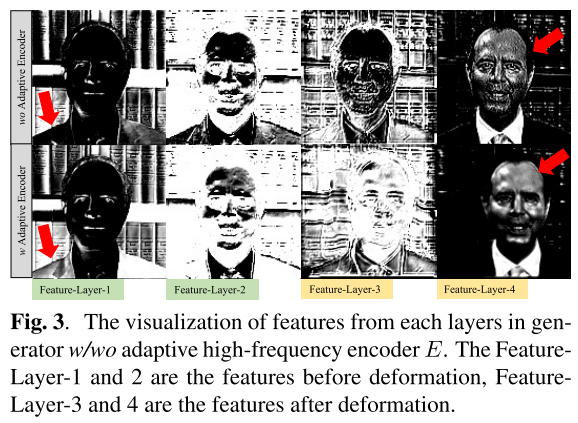 wo Adaptive Encoder
w Adaptive Encoder
Feature-Layer-1
Feature-Layer-2
Feature-Layer-3
Feature-Layer-4
Fig. 3. The visualization of features from each layers in gen-
erator w/wo adaptive high-frequency encoder E. The Feature-
Layer-1 and 2 are the features before deformation, Feature-
Layer-3 and 4 are the features after deformation.